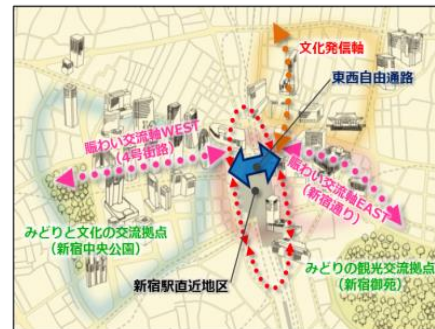 文化発信軸
東西自由通路
賑わい交流軸WEST
(4号街路)
賑わい交流軸EAST
(新宿通り)
みどりと文化の交流拠点
(新宿中央公園)
新宿駅直近地区
みどりの観光交流拠点
(新宿御苑)